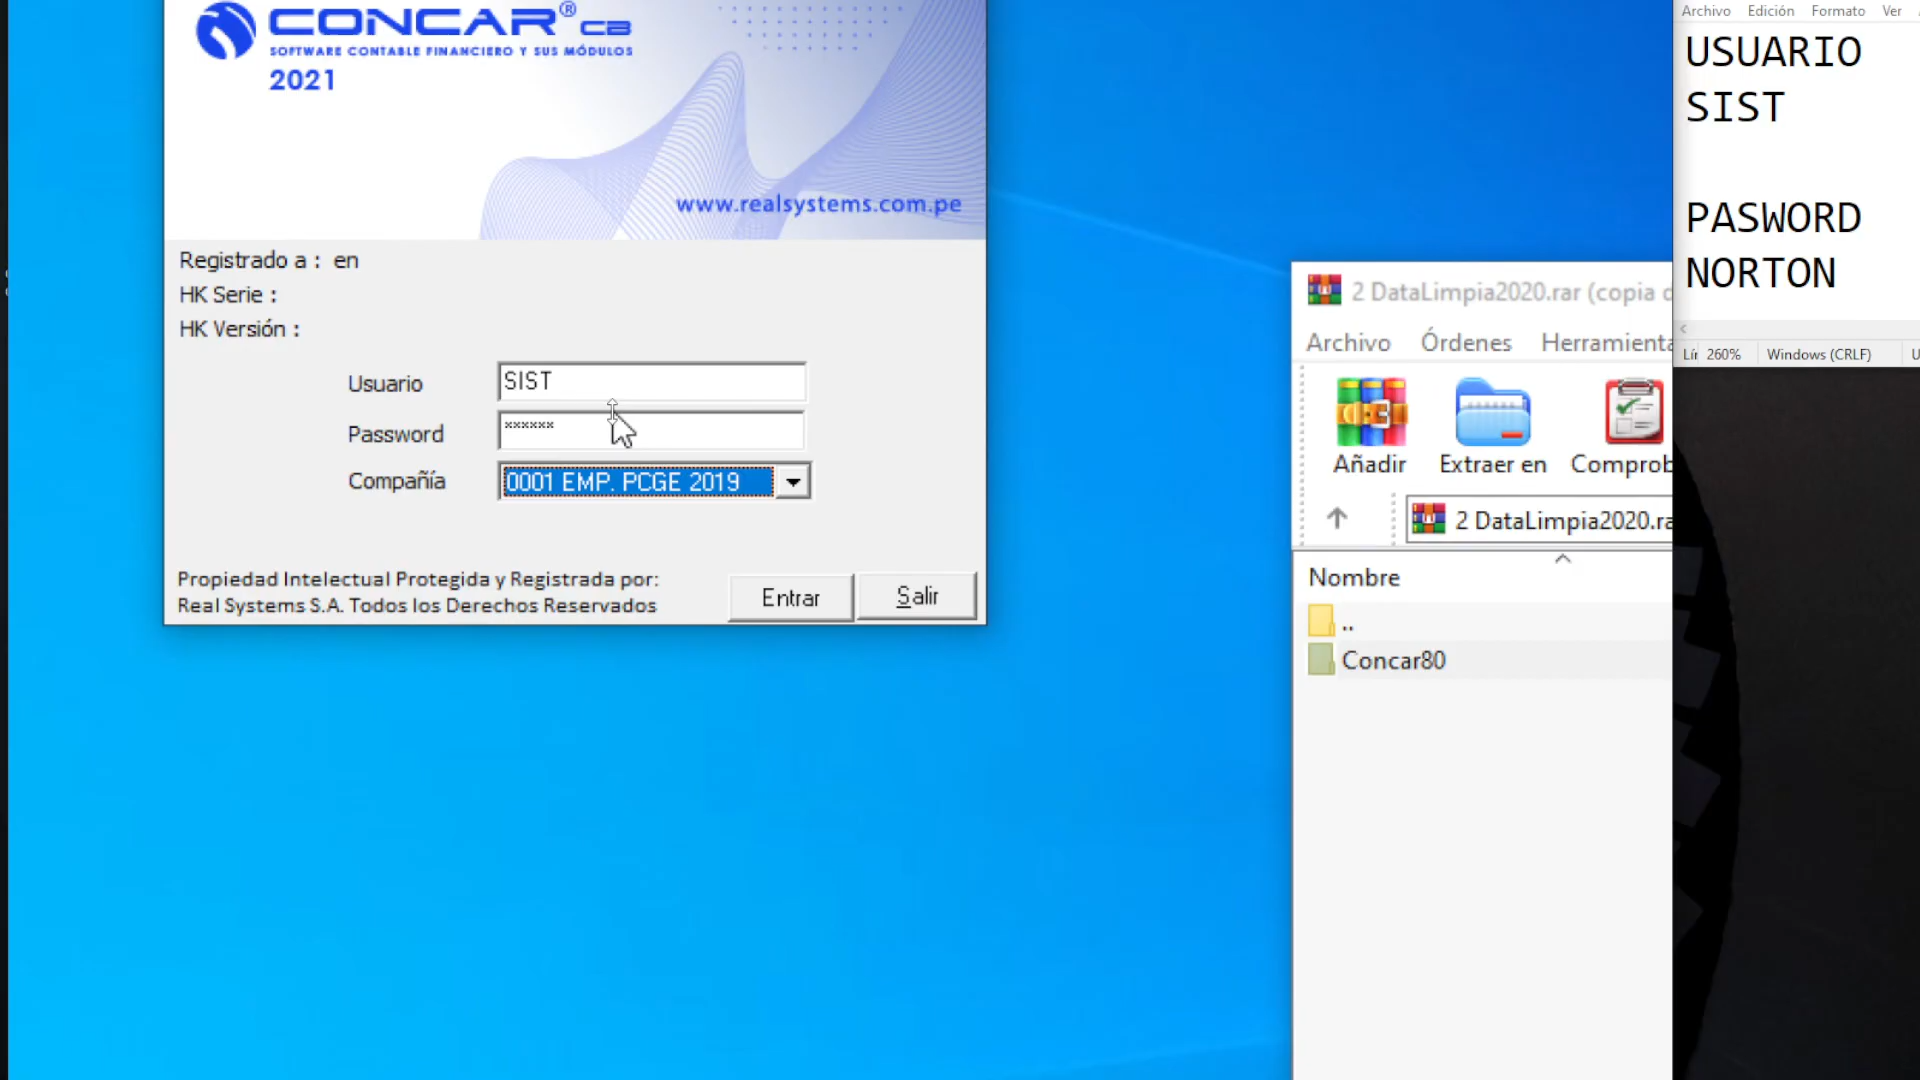 CONCAR® CB
SOFTWARE CONTABLE FINANCIERO Y SUS MÓDULOS
2021
www.realsystems.com.pe
Registrado a : en
HK Serie :
HK Versión :
Usuario SIST
Password ××××××
Compañía 0001 EMP. PCGE 2019
Propiedad Intelectual Protegida y Registrada por:
Real Systems S.A. Todos los Derechos Reservados
Entrar Salir
2 DataLimpia2020.rar (copia
Archivo Órdenes Herramienta
Añadir Extraer en Comprob
2 DataLimpia2020.ra
Nombre
..
Concar80
Archivo Edición Formato Ver
USUARIO
SIST
PASWORD
NORTON
260% Windows (CRLF)